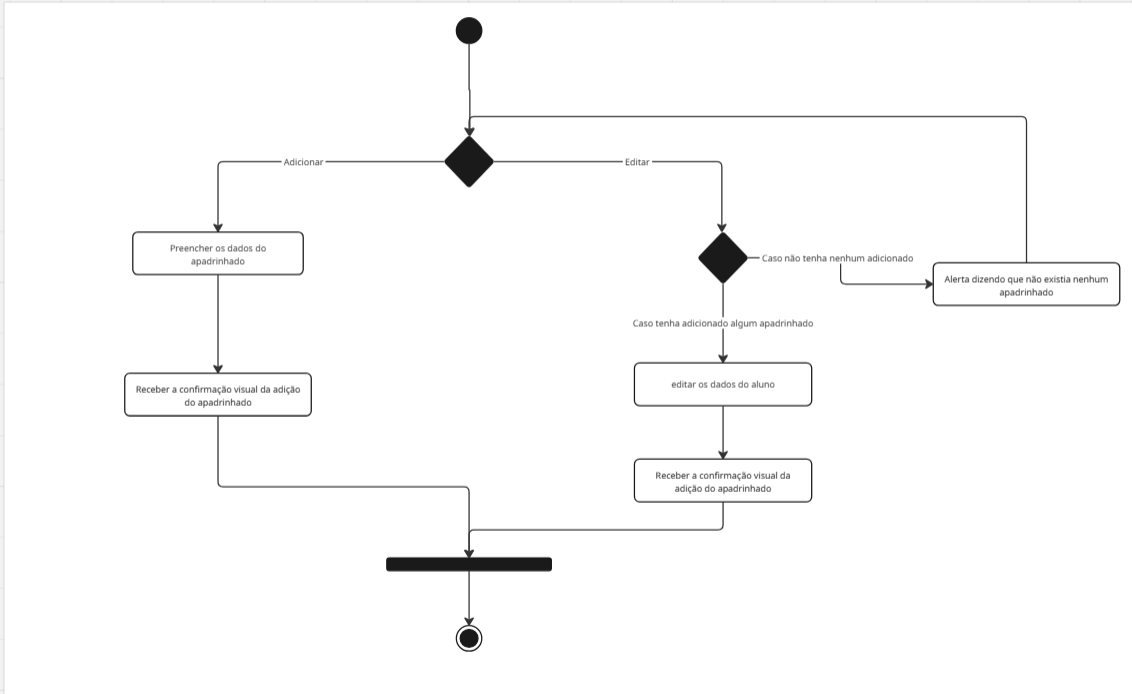 Adicionar
Editar
Preencher os dados do
apadrinhado
Caso não tenha nenhum adicionado
Alerta dizendo que não existia nenhum
apadrinhado
Caso tenha adicionado algum apadrinhado
editar os dados do aluno
Receber a confirmação visual da adição
do apadrinhado
Receber a confirmação visual da
adição do apadrinhado